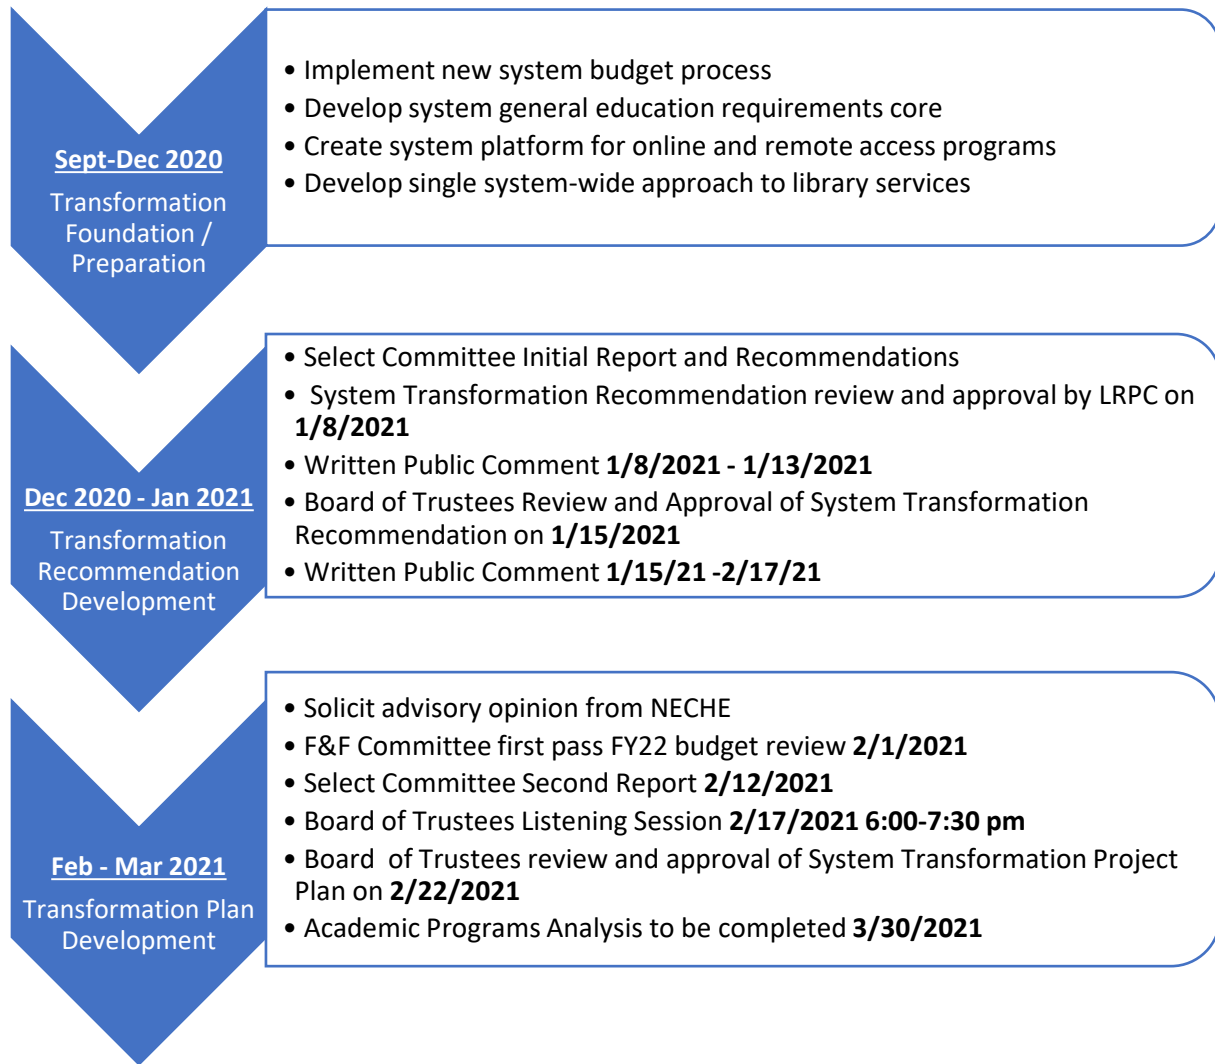 Sept-Dec 2020
Transformation
Foundation /
Preparation
• Implement new system budget process
• Develop system general education requirements core
• Create system platform for online and remote access programs
• Develop single system-wide approach to library services
Dec 2020 - Jan 2021
Transformation
Recommendation
Development
• Select Committee Initial Report and Recommendations
• System Transformation Recommendation review and approval by LRPC on
1/8/2021
• Written Public Comment 1/8/2021 - 1/13/2021
• Board of Trustees Review and Approval of System Transformation
Recommendation on 1/15/2021
• Written Public Comment 1/15/21 -2/17/21
Feb - Mar 2021
Transformation Plan
Development
• Solicit advisory opinion from NECHE
• F&F Committee first pass FY22 budget review 2/1/2021
• Select Committee Second Report 2/12/2021
• Board of Trustees Listening Session 2/17/2021 6:00-7:30 pm
• Board of Trustees review and approval of System Transformation Project
Plan on 2/22/2021
• Academic Programs Analysis to be completed 3/30/2021